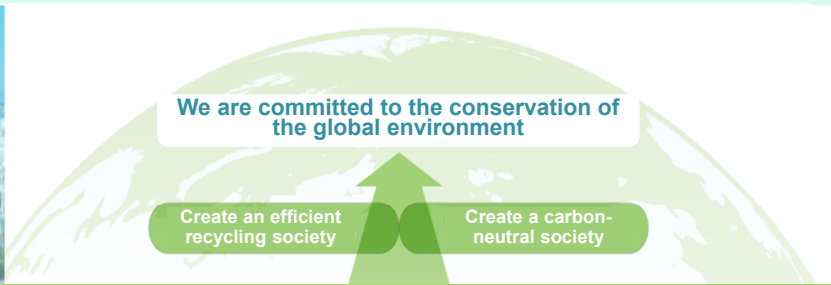 We are committed to the conservation of
the global environment
Create an efficient
recycling society
Create a carbon-
neutral society